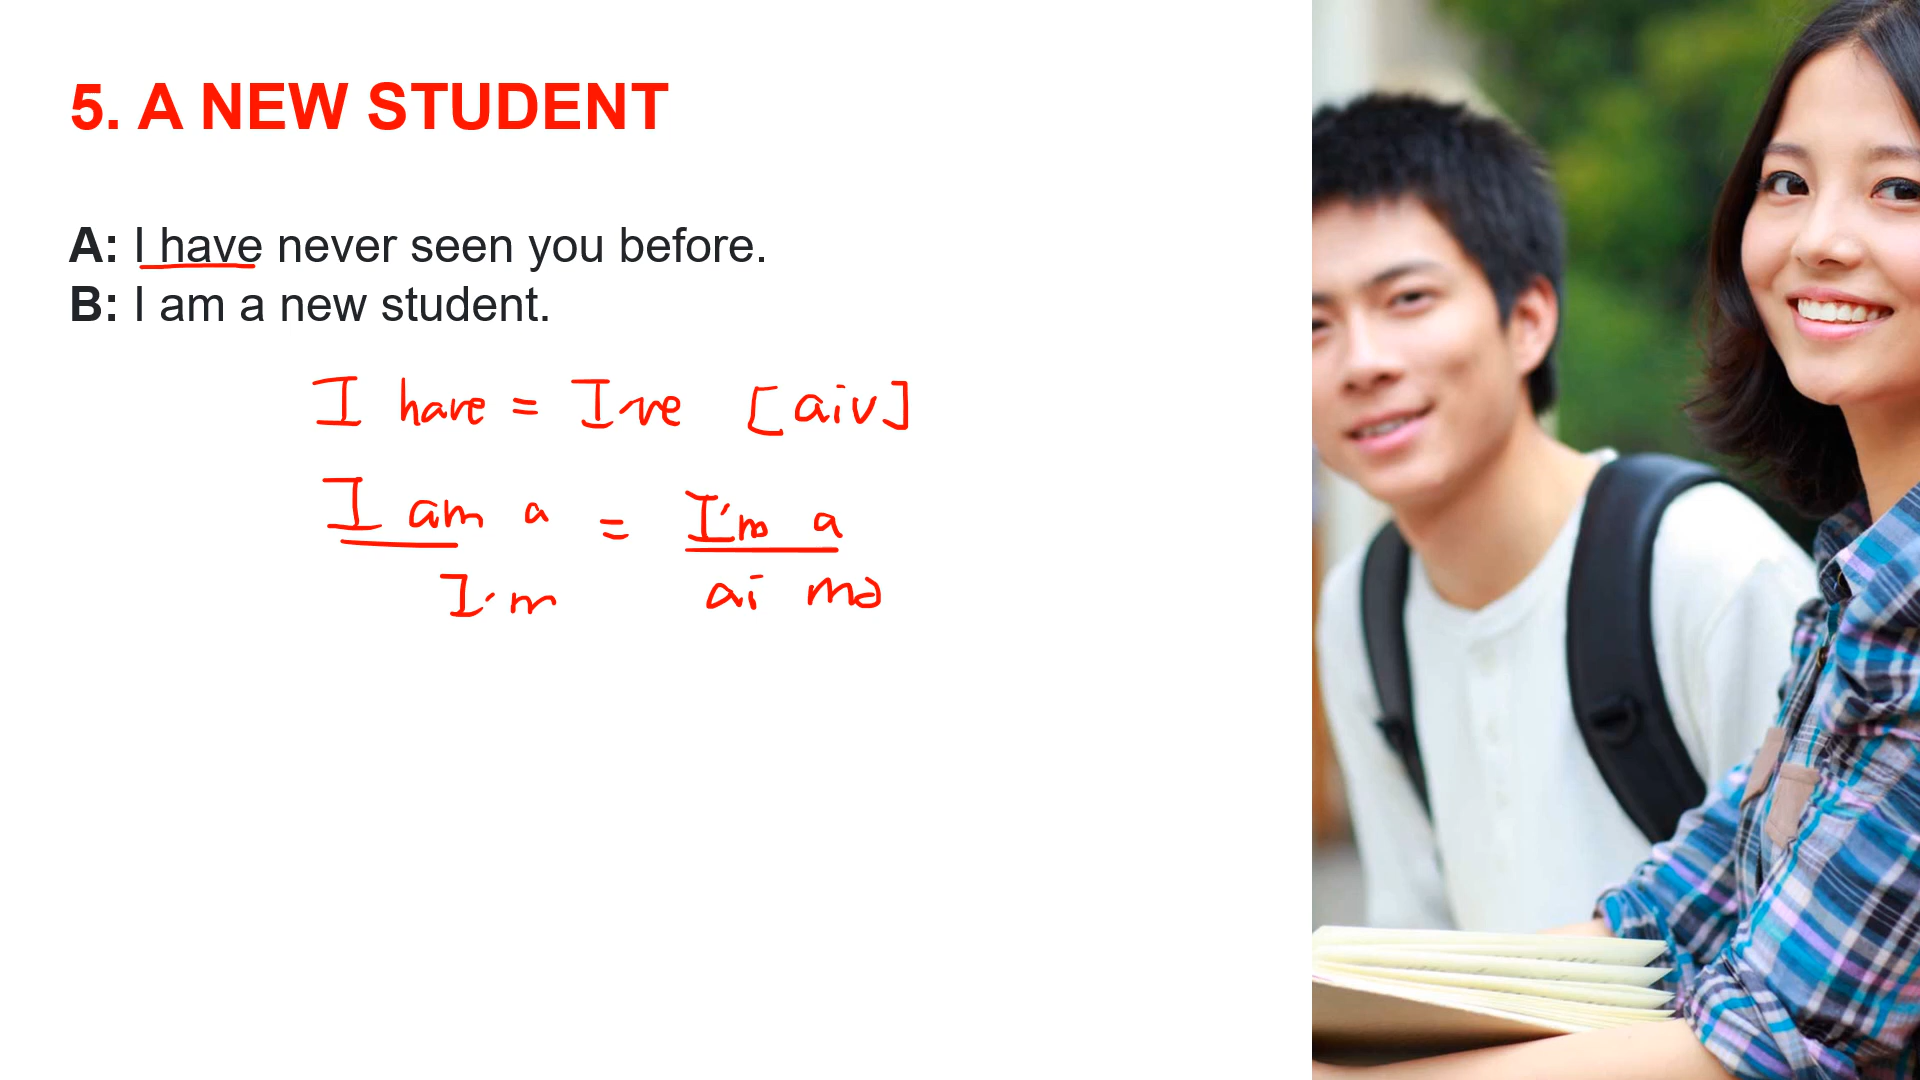 5. A NEW STUDENT
A: I have never seen you before.
B: I am a new student.
I have = I've [aiv]
I am a = I'm a
I'm ai mə